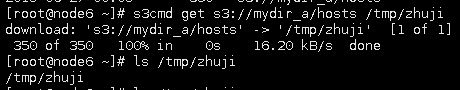 [root@node6 ~]# s3cmd get s3://mydir_a/hosts /tmp/zhuji
download: 's3://mydir_a/hosts' -> '/tmp/zhuji'  [1 of 1]
 350 of 350   100% in    0s    16.20 kB/s  done
[root@node6 ~]# ls /tmp/zhuji
/tmp/zhuji